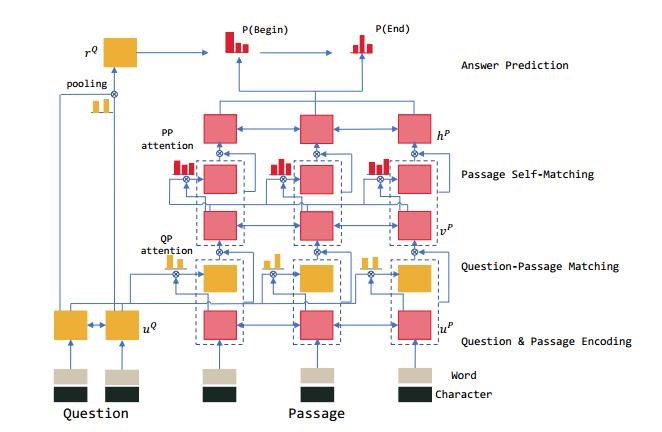 P(Begin)
P(End)
r^Q
Answer Prediction
pooling
PP
attention
h^P
Passage Self-Matching
v^P
QP
attention
Question-Passage Matching
u^Q
u^P
Question & Passage Encoding
Word
Character
Question
Passage